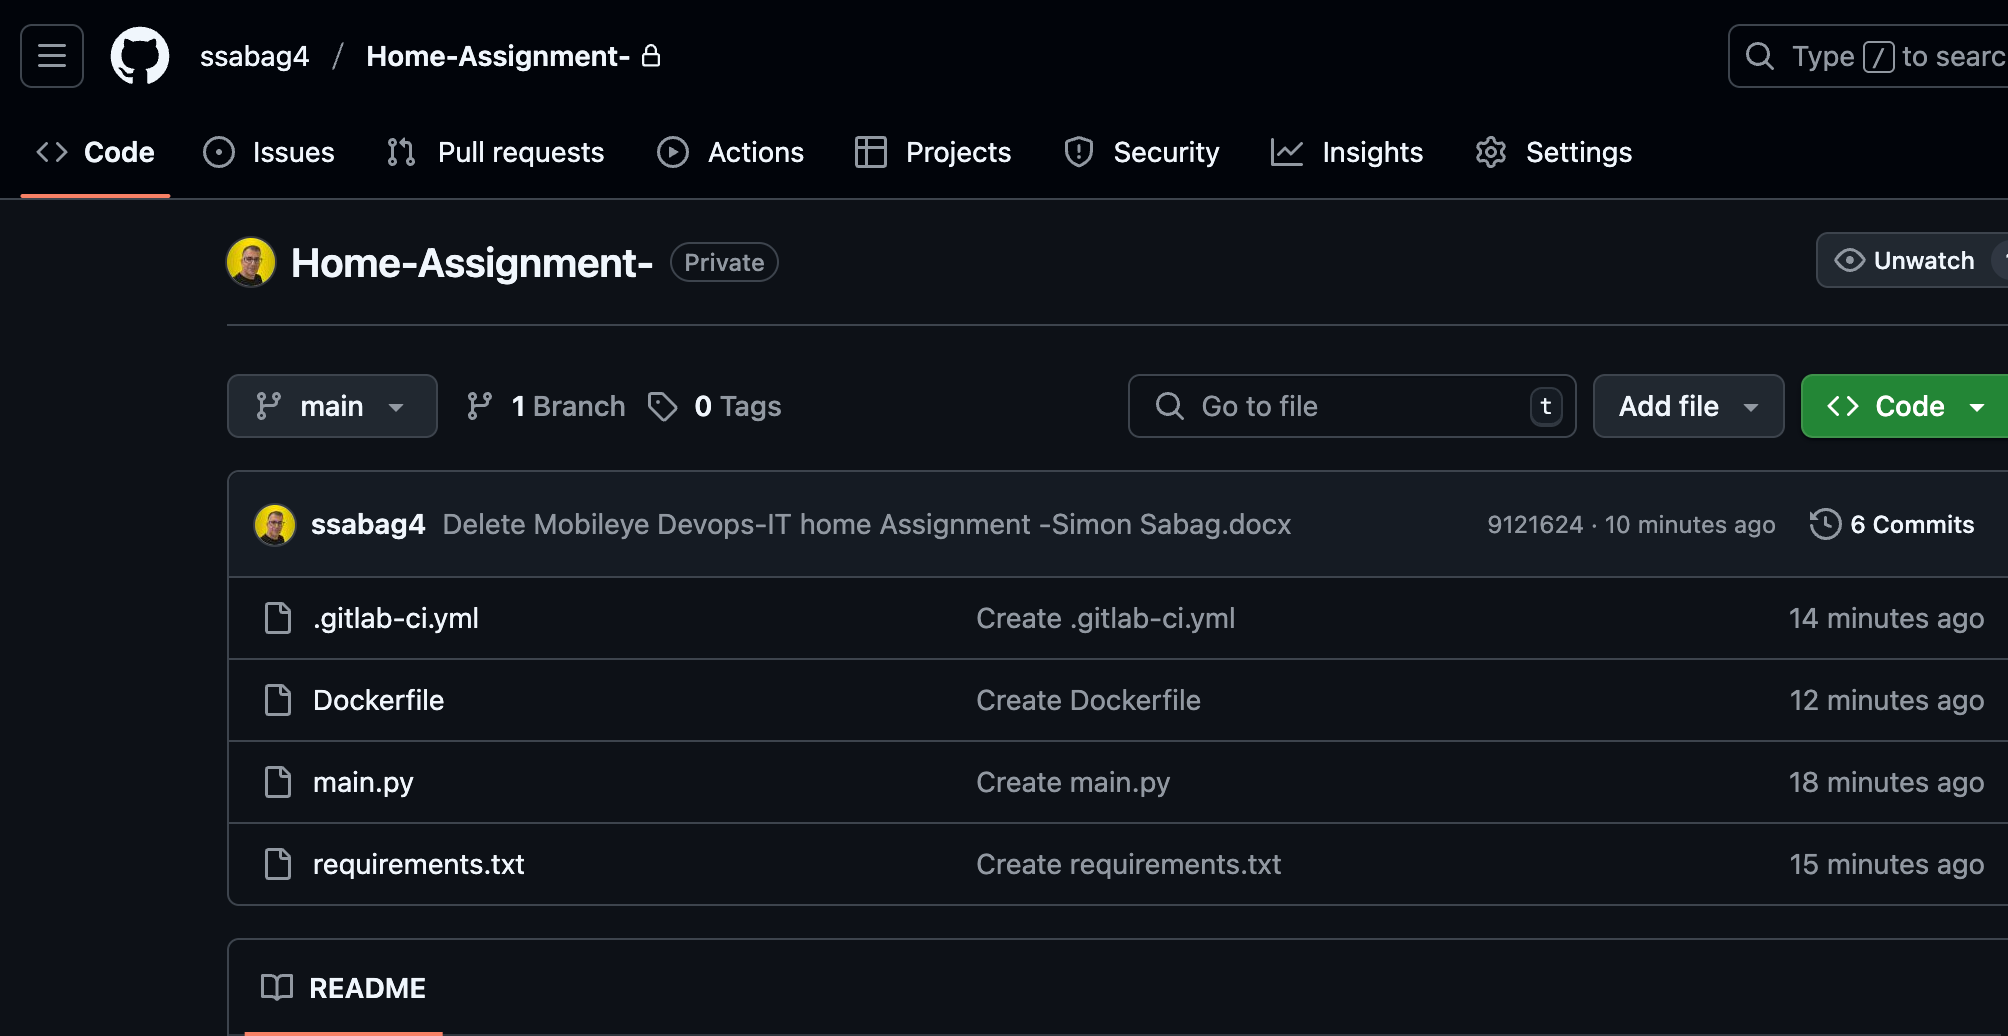 ssabag4 / Home-Assignment-
Type / to searc
Code Issues Pull requests Actions Projects Security Insights Settings
Home-Assignment- Private
Unwatch
main 1 Branch 0 Tags
Go to file t
Add file
Code
ssabag4 Delete Mobileye Devops-IT home Assignment -Simon Sabag.docx 9121624 · 10 minutes ago 6 Commits
.gitlab-ci.yml Create .gitlab-ci.yml 14 minutes ago
Dockerfile Create Dockerfile 12 minutes ago
main.py Create main.py 18 minutes ago
requirements.txt Create requirements.txt 15 minutes ago
README